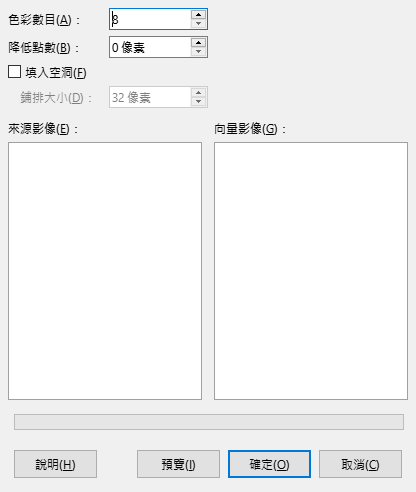 色彩數目(A)：
8
降低點數(B)：
0 像素
填入空洞(F)
鋪排大小(D)：
32 像素
來源影像(E)：
向量影像(G)：
說明(H)
預覽(I)
確定(O)
取消(C)